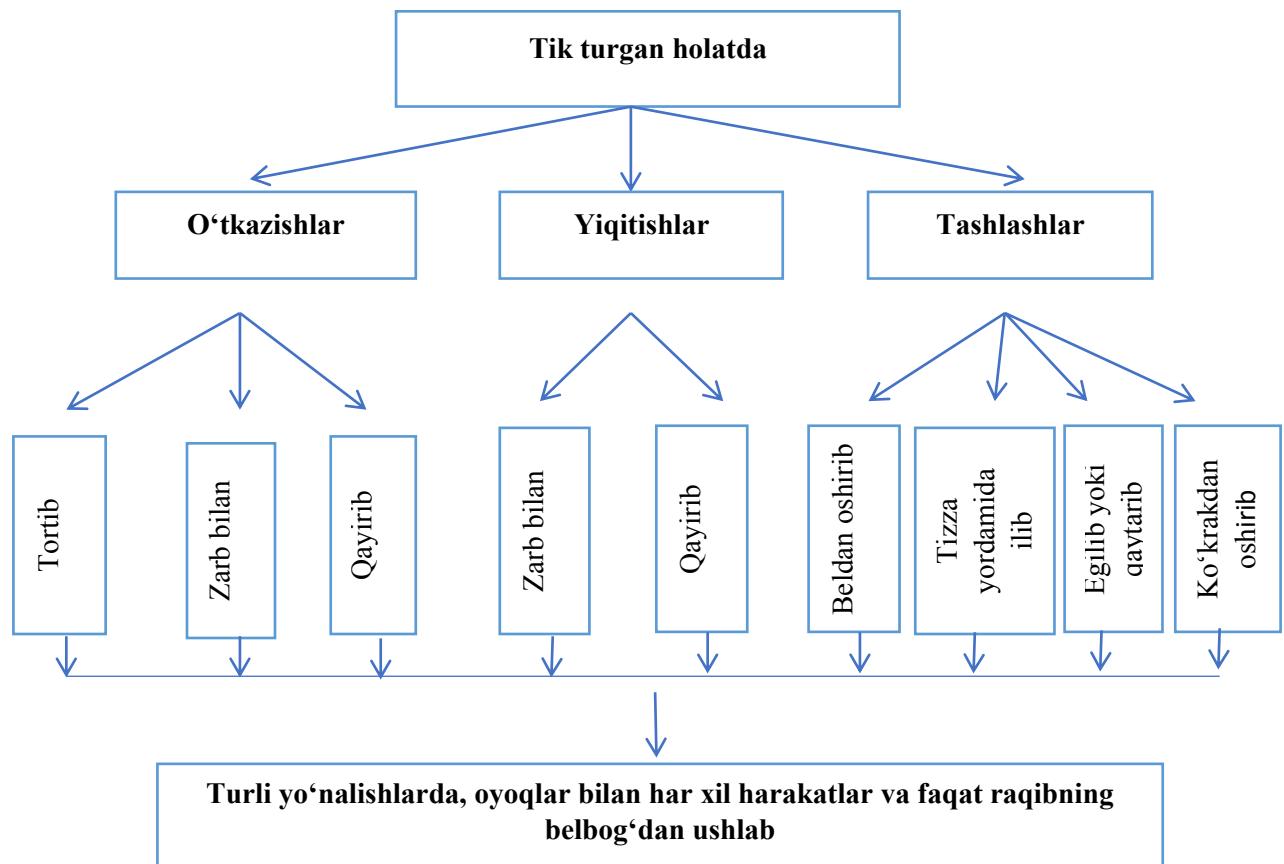 Tik turgan holatda
O‘tkazishlar
Yiqitishlar
Tashlashlar
Tortib
Zarb bilan
Qayirib
Zarb bilan
Qayirib
Beldan oshirib
Tizza
yordamida
ilib
Egilib yoki
qaytarib
Ko‘krakdan
oshirib
Turli yo‘nalishlarda, oyoqlar bilan har xil harakatlar va faqat raqibning
belbog‘dan ushlab